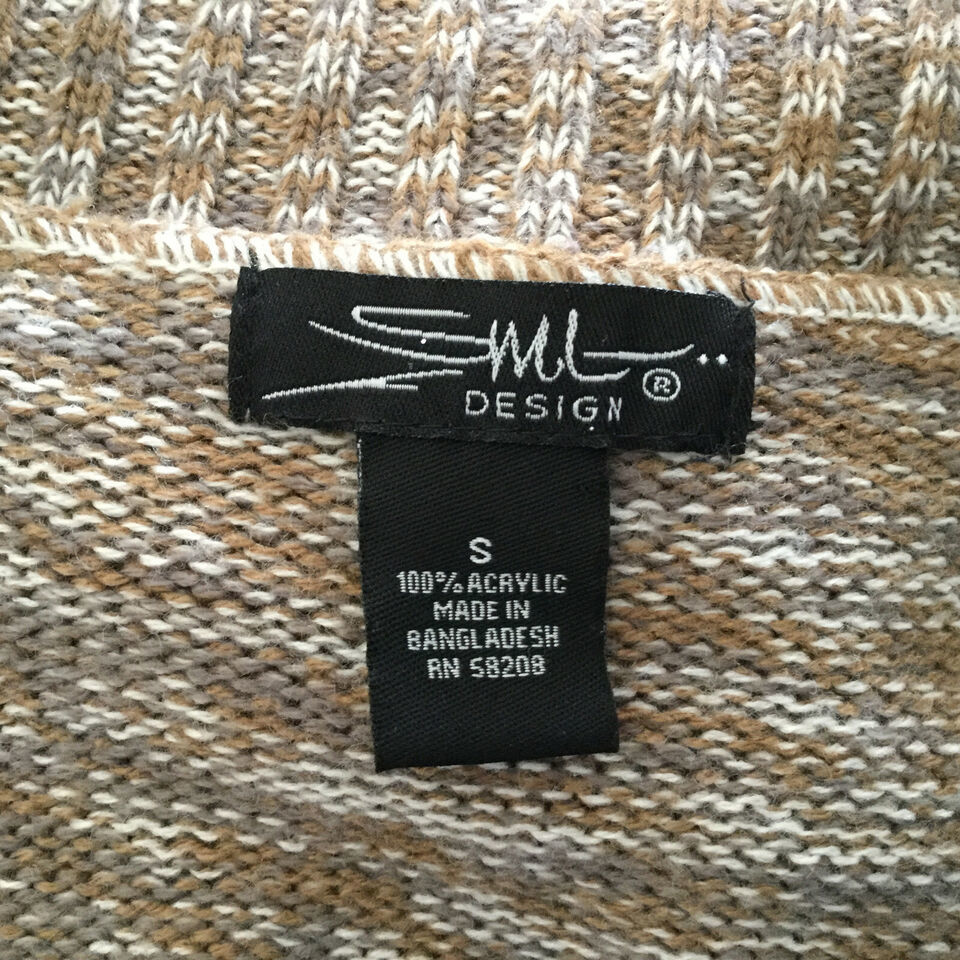 SML ®
DESIGN
S
100% ACRYLIC
MADE IN
BANGLADESH
RN 58208